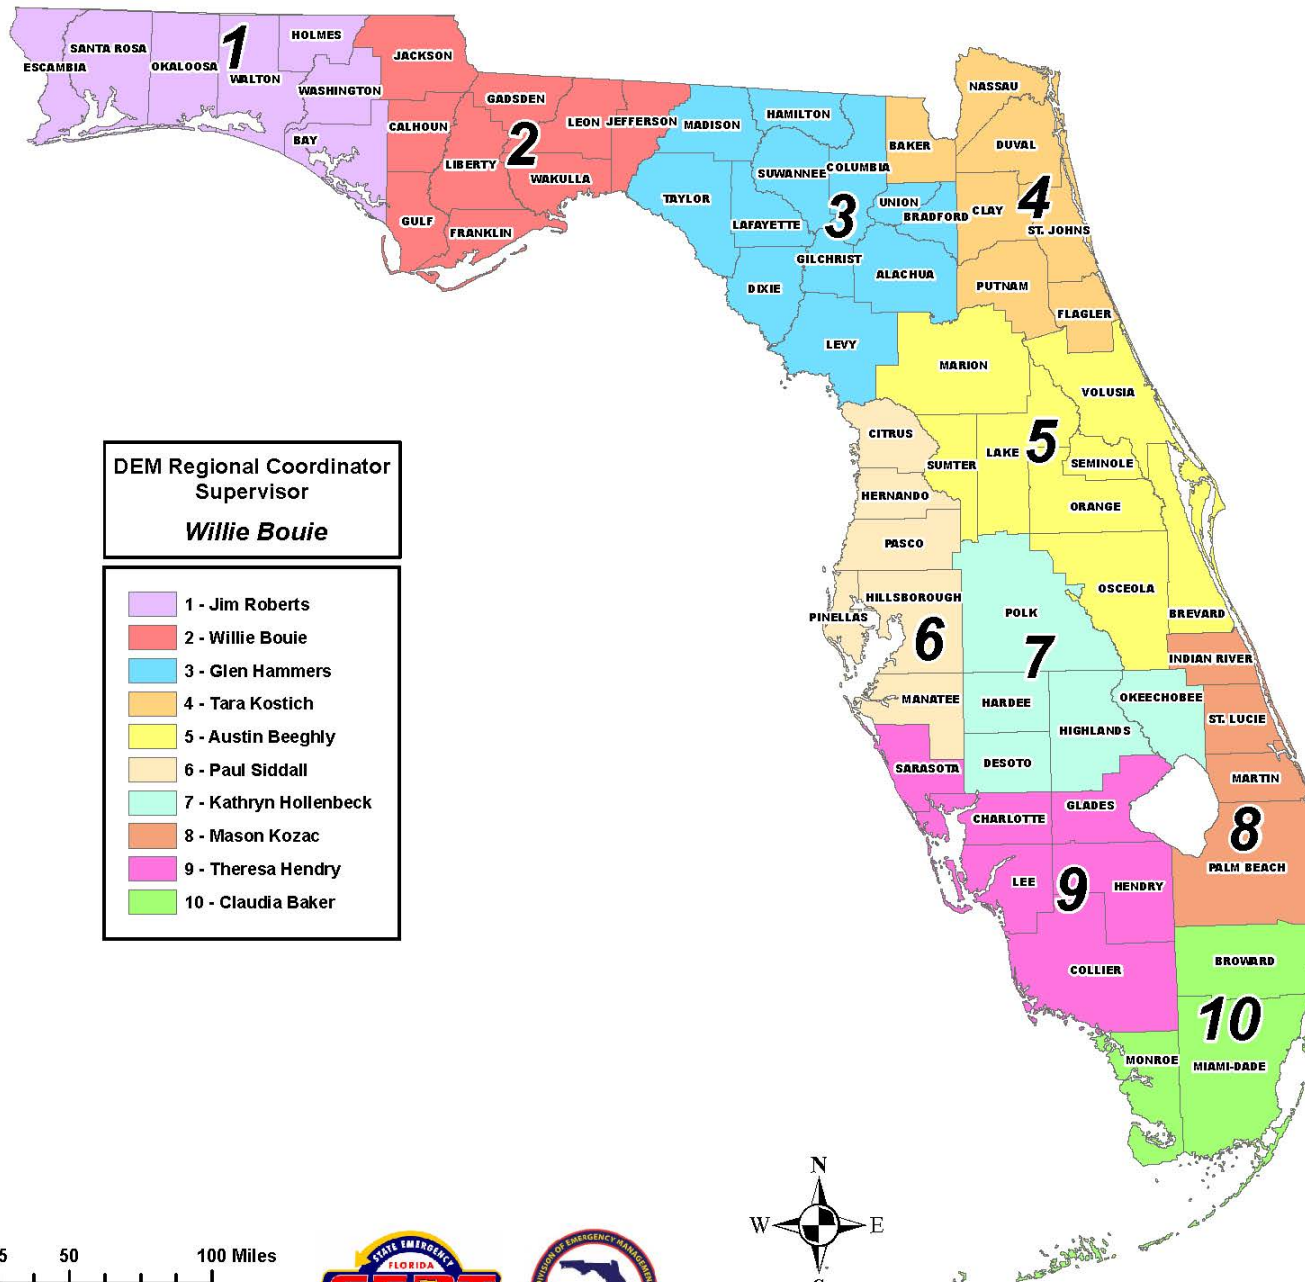 HOLMES
1
SANTA ROSA
JACKSON
ESCAMBIA
OKALOOSA
WALTON
WASHINGTON
NASSAU
GADSDEN
HAMILTON
LEON
JEFFERSON
MADISON
CALHOUN
BAY
2
BAKER
DUVAL
LIBERTY
SUWANNEE
COLUMBIA
WAKULLA
TAYLOR
UNION
4
GULF
LAFAYETTE
3
BRADFORD
CLAY
FRANKLIN
ST. JOHNS
GILCHRIST
ALACHUA
DIXIE
PUTNAM
FLAGLER
LEVY
MARION
VOLUSIA
CITRUS
5
LAKE
SUMTER
SEMINOLE
HERNANDO
ORANGE
PASCO
OSCEOLA
HILLSBOROUGH
POLK
BREVARD
PINELLAS
6
7
INDIAN RIVER
MANATEE
HARDEE
OKEECHOBEE
ST. LUCIE
HIGHLANDS
SARASOTA
DESOTO
MARTIN
GLADES
CHARLOTTE
8
PALM BEACH
LEE
9
HENDRY
BROWARD
COLLIER
10
MONROE
MIAMI-DADE
DEM Regional Coordinator
Supervisor
Willie Bouie
1 - Jim Roberts
2 - Willie Bouie
3 - Glen Hammers
4 - Tara Kostich
5 - Austin Beeghly
6 - Paul Siddall
7 - Kathryn Hollenbeck
8 - Mason Kozac
9 - Theresa Hendry
10 - Claudia Baker
N
W
E
5 50 100 Miles
STATE EMERGENCY
FLORIDA
DIVISION OF EMERGENCY MANAGEMENT